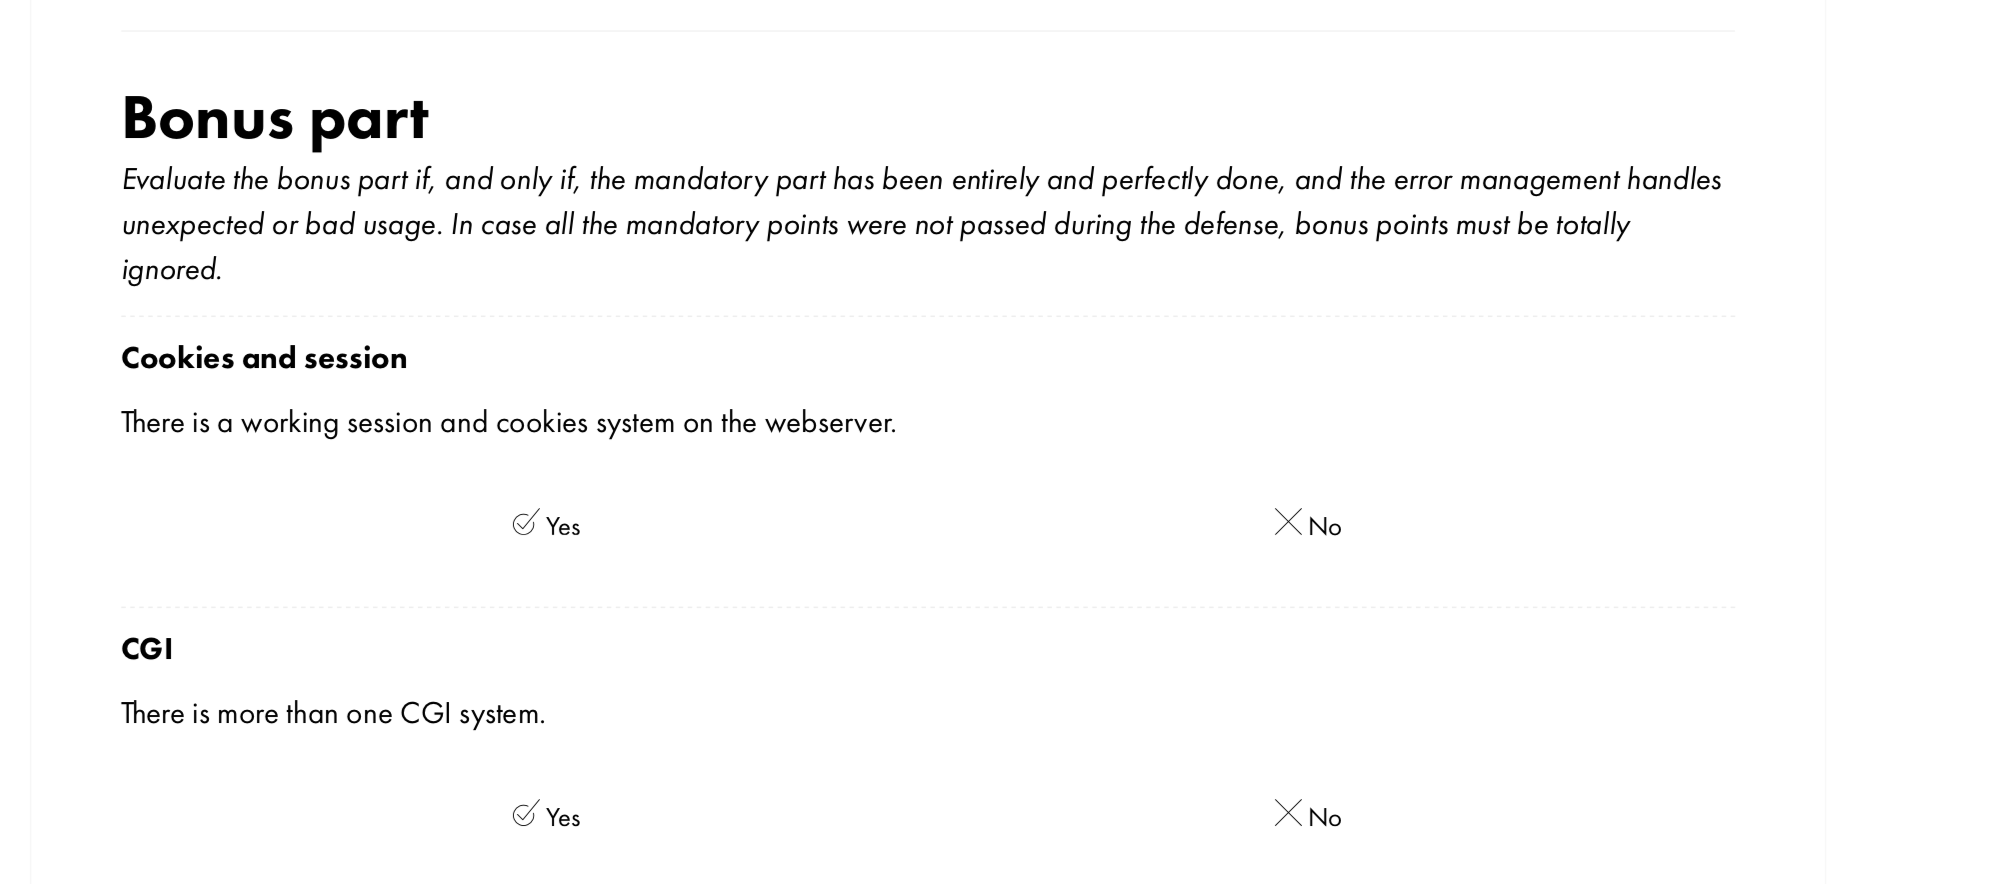 Bonus part
Evaluate the bonus part if, and only if, the mandatory part has been entirely and perfectly done, and the error management handles
unexpected or bad usage. In case all the mandatory points were not passed during the defense, bonus points must be totally
ignored.
Cookies and session
There is a working session and cookies system on the webserver.
Yes No
CGI
There is more than one CGI system.
Yes No